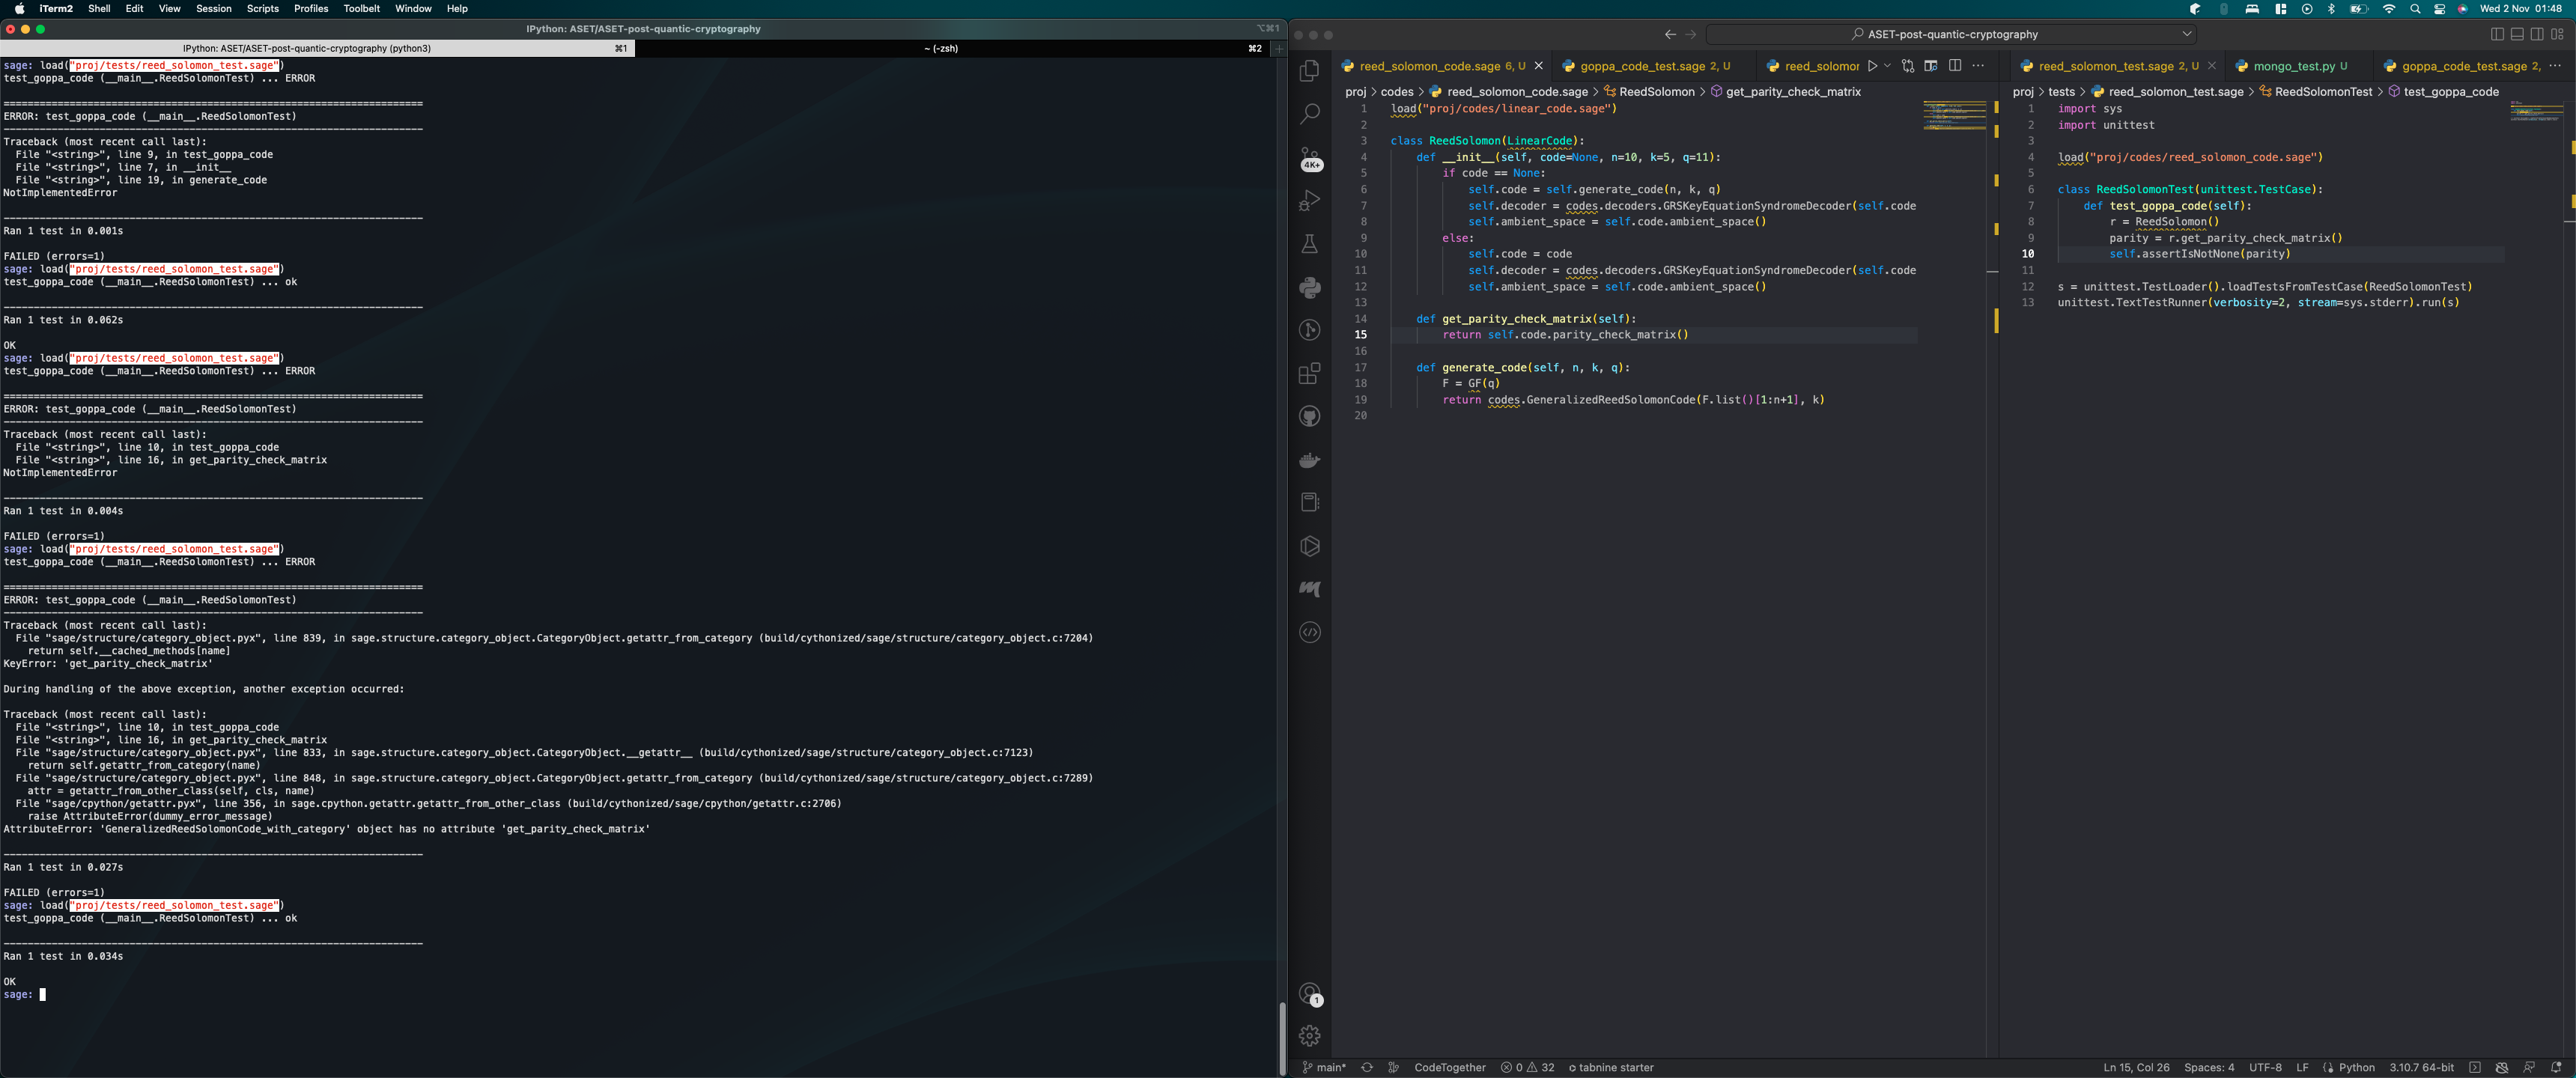 iTerm2 Shell Edit View Session Scripts Profiles Toolbelt Window Help
Wed 2 Nov 01:48
IPython: ASET/ASET-post-quantic-cryptography
⌥⌘1
IPython: ASET/ASET-post-quantic-cryptography (python3) ⌘1
~ (-zsh) ⌘2
sage: load("proj/tests/reed_solomon_test.sage")
test_goppa_code (__main__.ReedSolomonTest) ... ERROR
======================================================================
ERROR: test_goppa_code (__main__.ReedSolomonTest)
----------------------------------------------------------------------
Traceback (most recent call last):
File "<string>", line 9, in test_goppa_code
File "<string>", line 7, in __init__
File "<string>", line 19, in generate_code
NotImplementedError
----------------------------------------------------------------------
Ran 1 test in 0.001s
FAILED (errors=1)
sage: load("proj/tests/reed_solomon_test.sage")
test_goppa_code (__main__.ReedSolomonTest) ... ok
----------------------------------------------------------------------
Ran 1 test in 0.062s
OK
sage: load("proj/tests/reed_solomon_test.sage")
test_goppa_code (__main__.ReedSolomonTest) ... ERROR
======================================================================
ERROR: test_goppa_code (__main__.ReedSolomonTest)
----------------------------------------------------------------------
Traceback (most recent call last):
File "<string>", line 10, in test_goppa_code
File "<string>", line 16, in get_parity_check_matrix
NotImplementedError
----------------------------------------------------------------------
Ran 1 test in 0.004s
FAILED (errors=1)
sage: load("proj/tests/reed_solomon_test.sage")
test_goppa_code (__main__.ReedSolomonTest) ... ERROR
======================================================================
ERROR: test_goppa_code (__main__.ReedSolomonTest)
----------------------------------------------------------------------
Traceback (most recent call last):
File "sage/structure/category_object.pyx", line 839, in sage.structure.category_object.CategoryObject.getattr_from_category (build/cythonized/sage/structure/category_object.c:7204)
return self.__cached_methods[name]
KeyError: 'get_parity_check_matrix'
During handling of the above exception, another exception occurred:
Traceback (most recent call last):
File "<string>", line 10, in test_goppa_code
File "<string>", line 16, in get_parity_check_matrix
File "sage/structure/category_object.pyx", line 833, in sage.structure.category_object.CategoryObject.__getattr__ (build/cythonized/sage/structure/category_object.c:7123)
return self.getattr_from_category(name)
File "sage/structure/category_object.pyx", line 848, in sage.structure.category_object.CategoryObject.getattr_from_category (build/cythonized/sage/structure/category_object.c:7289)
attr = getattr_from_other_class(self, cls, name)
File "sage/cpython/getattr.pyx", line 356, in sage.cpython.getattr.getattr_from_other_class (build/cythonized/sage/cpython/getattr.c:2706)
raise AttributeError(dummy_error_message)
AttributeError: 'GeneralizedReedSolomonCode_with_category' object has no attribute 'get_parity_check_matrix'
----------------------------------------------------------------------
Ran 1 test in 0.027s
FAILED (errors=1)
sage: load("proj/tests/reed_solomon_test.sage")
test_goppa_code (__main__.ReedSolomonTest) ... ok
----------------------------------------------------------------------
Ran 1 test in 0.034s
OK
sage:
ASET-post-quantic-cryptography
4K+
1
reed_solomon_code.sage 6, U
goppa_code_test.sage 2, U
reed_solomor
proj > codes > reed_solomon_code.sage > ReedSolomon > get_parity_check_matrix
1 load("proj/codes/linear_code.sage")
2
3 class ReedSolomon(LinearCode):
4 def __init__(self, code=None, n=10, k=5, q=11):
5 if code == None:
6 self.code = self.generate_code(n, k, q)
7 self.decoder = codes.decoders.GRSKeyEquationSyndromeDecoder(self.code
8 self.ambient_space = self.code.ambient_space()
9 else:
10 self.code = code
11 self.decoder = codes.decoders.GRSKeyEquationSyndromeDecoder(self.code
12 self.ambient_space = self.code.ambient_space()
13
14 def get_parity_check_matrix(self):
15 return self.code.parity_check_matrix()
16
17 def generate_code(self, n, k, q):
18 F = GF(q)
19 return codes.GeneralizedReedSolomonCode(F.list()[1:n+1], k)
20
reed_solomon_test.sage 2, U
mongo_test.py U
goppa_code_test.sage 2,
proj > tests > reed_solomon_test.sage > ReedSolomonTest > test_goppa_code
1 import sys
2 import unittest
3
4 load("proj/codes/reed_solomon_code.sage")
5
6 class ReedSolomonTest(unittest.TestCase):
7 def test_goppa_code(self):
8 r = ReedSolomon()
9 parity = r.get_parity_check_matrix()
10 self.assertIsNotNone(parity)
11
12 s = unittest.TestLoader().loadTestsFromTestCase(ReedSolomonTest)
13 unittest.TextTestRunner(verbosity=2, stream=sys.stderr).run(s)
main* CodeTogether 0 32 tabnine starter
Ln 15, Col 26 Spaces: 4 UTF-8 LF Python 3.10.7 64-bit